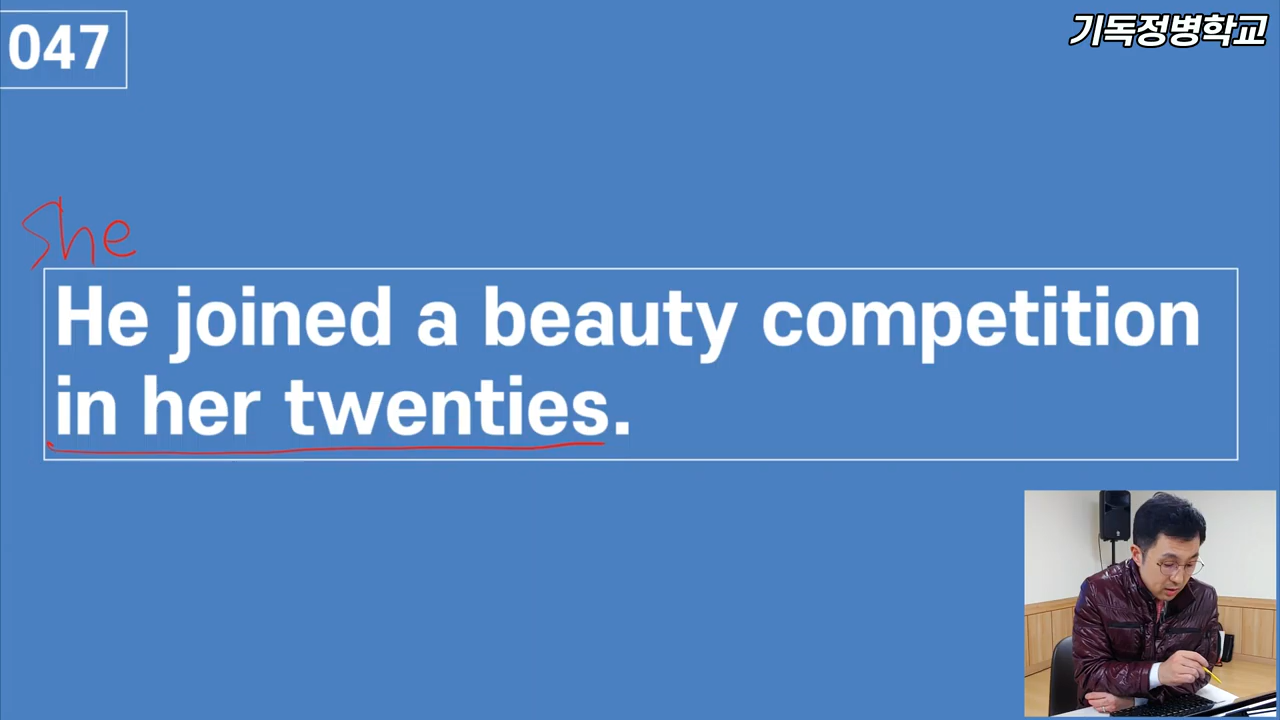 047
기독정병학교
She
He joined a beauty competition
in her twenties.